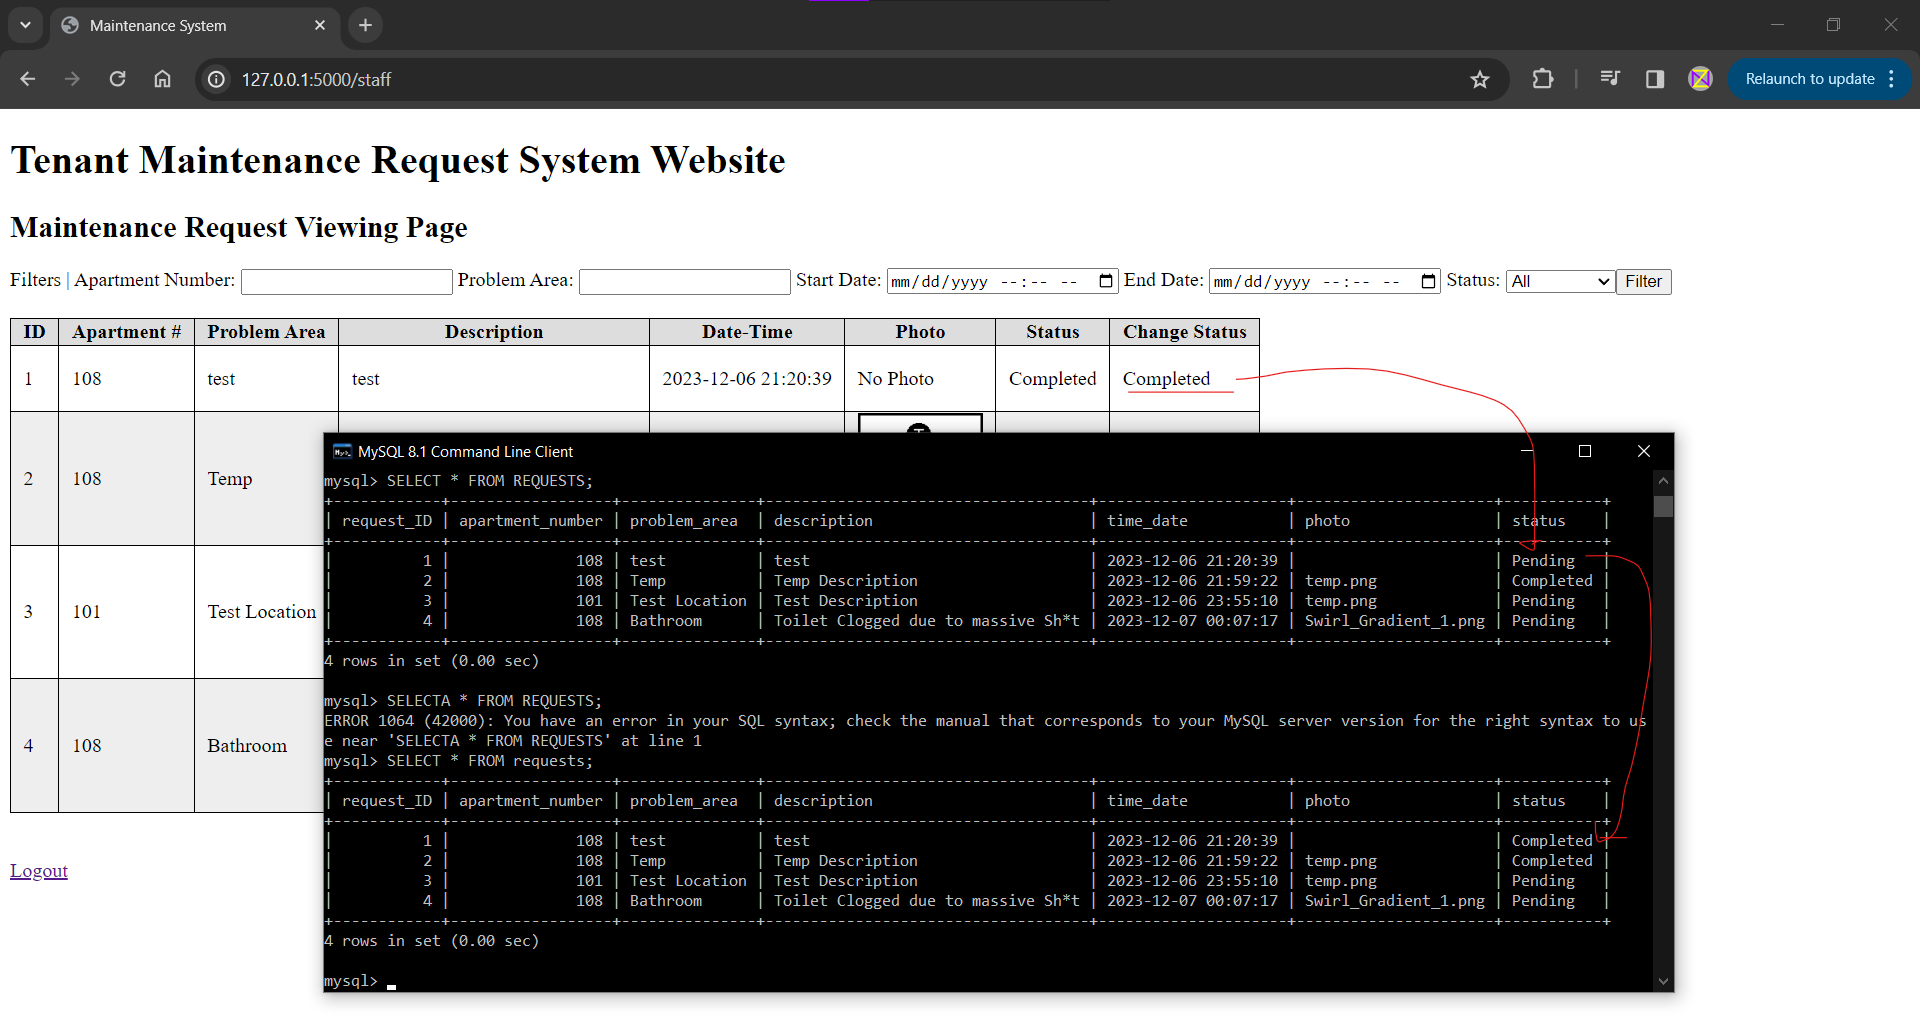 Maintenance System
127.0.0.1:5000/staff
Relaunch to update
Tenant Maintenance Request System Website
Maintenance Request Viewing Page
Filters | Apartment Number: Problem Area: Start Date: mm/dd/yyyy --:-- -- End Date: mm/dd/yyyy --:-- -- Status: All Filter
ID Apartment # Problem Area Description Date-Time Photo Status Change Status
1 108 test test 2023-12-06 21:20:39 No Photo Completed Completed
2 108 Temp
3 101 Test Location
4 108 Bathroom
Logout
MySQL 8.1 Command Line Client
mysql> SELECT * FROM REQUESTS;
+------------+------------------+---------------+------------------------------------+---------------------+----------------------+-----------+
| request_ID | apartment_number | problem_area  | description                        | time_date           | photo                | status    |
+------------+------------------+---------------+------------------------------------+---------------------+----------------------+-----------+
|          1 |              108 | test          | test                               | 2023-12-06 21:20:39 |                      | Pending   |
|          2 |              108 | Temp          | Temp Description                   | 2023-12-06 21:59:22 | temp.png             | Completed |
|          3 |              101 | Test Location | Test Description                   | 2023-12-06 23:55:10 | temp.png             | Pending   |
|          4 |              108 | Bathroom      | Toilet Clogged due to massive Sh*t | 2023-12-07 00:07:17 | Swirl_Gradient_1.png | Pending   |
+------------+------------------+---------------+------------------------------------+---------------------+----------------------+-----------+
4 rows in set (0.00 sec)
mysql> SELECTA * FROM REQUESTS;
ERROR 1064 (42000): You have an error in your SQL syntax; check the manual that corresponds to your MySQL server version for the right syntax to us
e near 'SELECTA * FROM REQUESTS' at line 1
mysql> SELECT * FROM requests;
+------------+------------------+---------------+------------------------------------+---------------------+----------------------+-----------+
| request_ID | apartment_number | problem_area  | description                        | time_date           | photo                | status    |
+------------+------------------+---------------+------------------------------------+---------------------+----------------------+-----------+
|          1 |              108 | test          | test                               | 2023-12-06 21:20:39 |                      | Completed |
|          2 |              108 | Temp          | Temp Description                   | 2023-12-06 21:59:22 | temp.png             | Completed |
|          3 |              101 | Test Location | Test Description                   | 2023-12-06 23:55:10 | temp.png             | Pending   |
|          4 |              108 | Bathroom      | Toilet Clogged due to massive Sh*t | 2023-12-07 00:07:17 | Swirl_Gradient_1.png | Pending   |
+------------+------------------+---------------+------------------------------------+---------------------+----------------------+-----------+
4 rows in set (0.00 sec)
mysql>